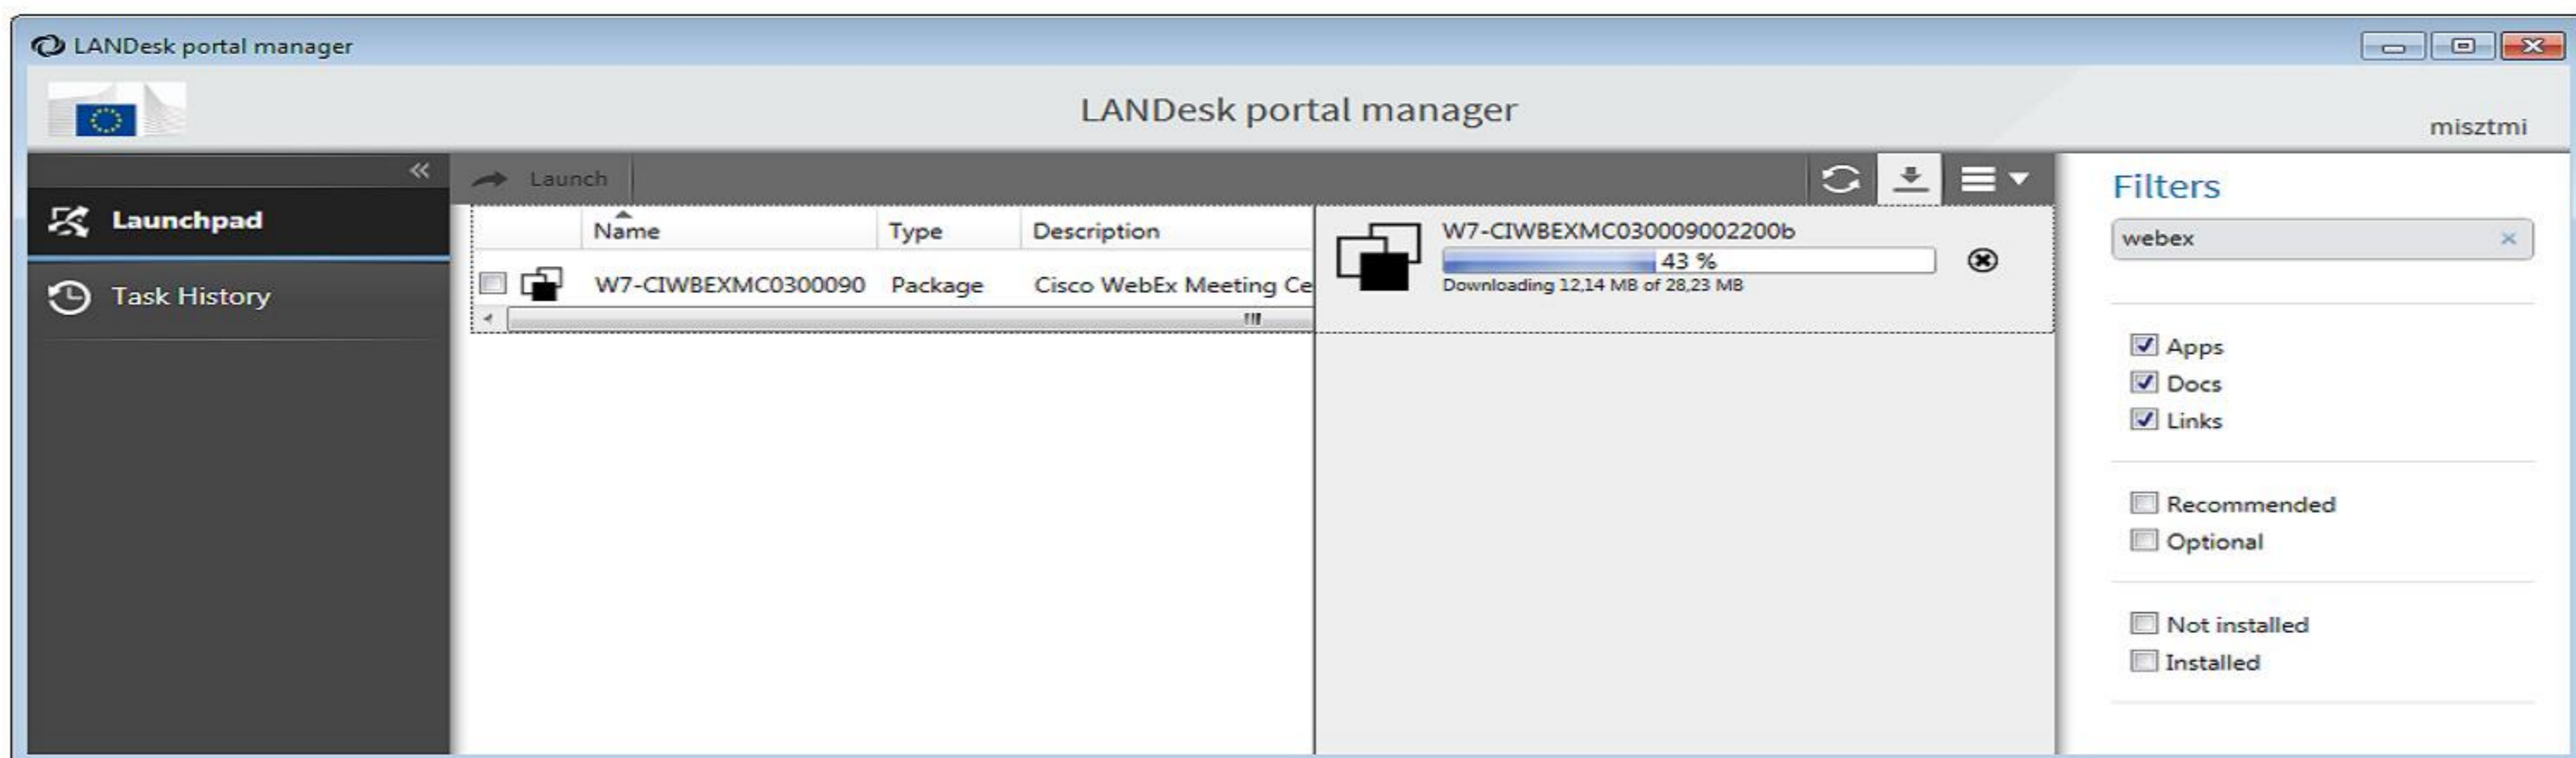 LANDesk portal manager
LANDesk portal manager
misztmi
Launchpad
Task History
Launch
Name Type Description
W7-CIWBEXMC0300090 Package Cisco WebEx Meeting Ce
W7-CIWBEXMC030009002200b
43 %
Downloading 12,14 MB of 28,23 MB
Filters
webex
Apps
Docs
Links
Recommended
Optional
Not installed
Installed